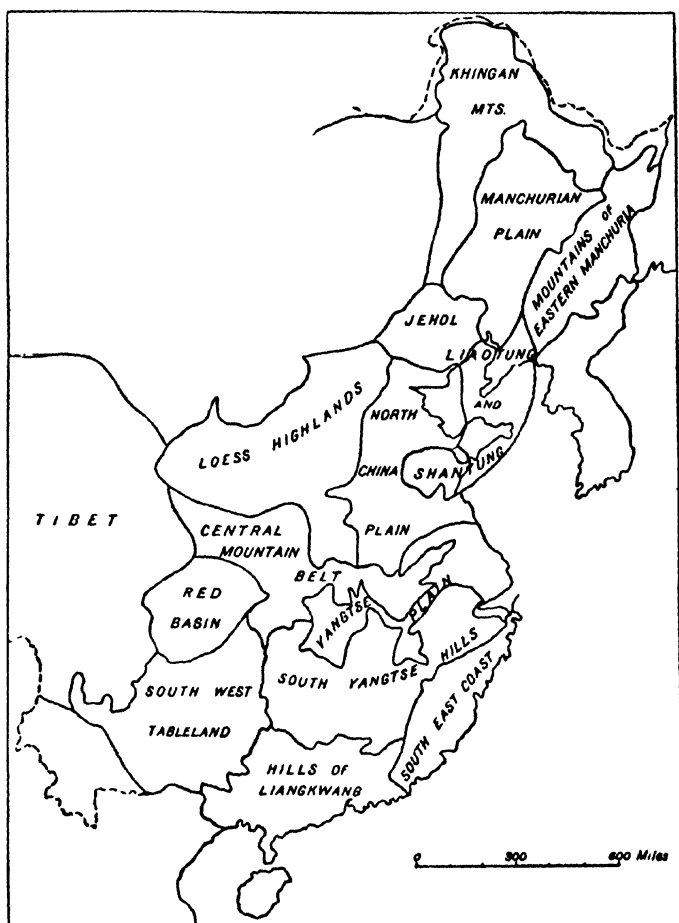 KHINGAN
MTS.
MANCHURIAN
PLAIN
MOUNTAINS OF
EASTERN MANCHURIA
JEHOL
LIAOTUNG
AND
SHANTUNG
LOESS HIGHLANDS
NORTH
CHINA
PLAIN
TIBET
CENTRAL
MOUNTAIN
BELT
RED
BASIN
YANGTSE
PLAIN
SOUTH YANGTSE HILLS
SOUTH WEST
TABLELAND
SOUTH EAST COAST
HILLS OF
LIANGKWANG
0 300 600 Miles